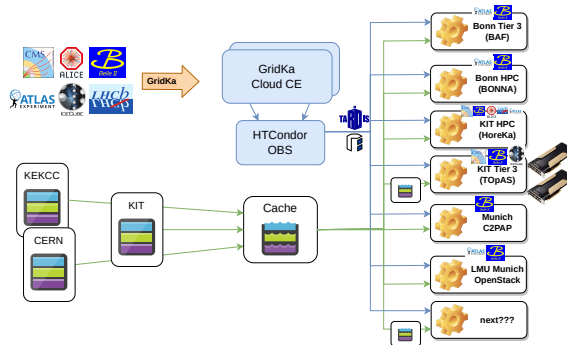 CMS
ALICE
Belle II
ATLAS
EXPERIMENT
ICECUBE
LHCb
GridKa
GridKa
Cloud CE
HTCondor
OBS
TARDIS
KEKCC
CERN
KIT
Cache
Bonn Tier 3
(BAF)
Bonn HPC
(BONNA)
KIT HPC
(HoreKa)
KIT Tier 3
(TOpAS)
Munich
C2PAP
LMU Munich
OpenStack
next???